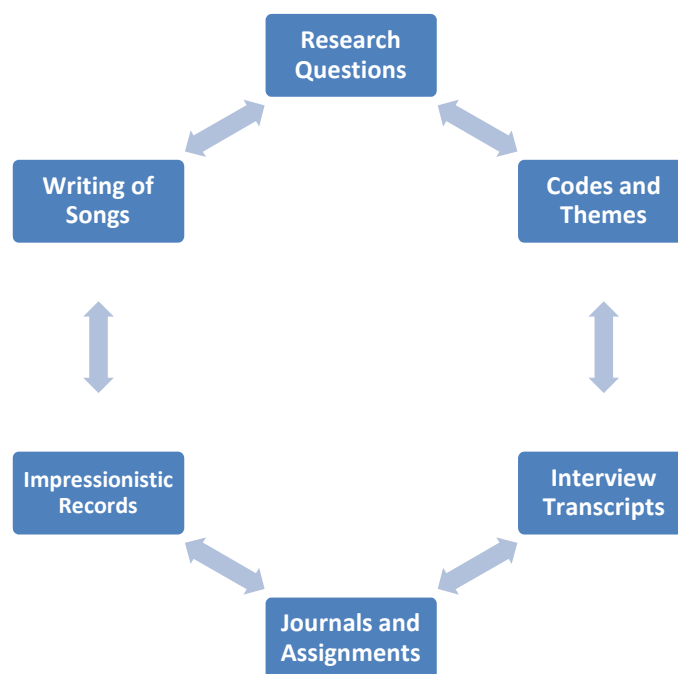 Research
Questions
Writing of
Songs
Codes and
Themes
Impressionistic
Records
Interview
Transcripts
Journals and
Assignments